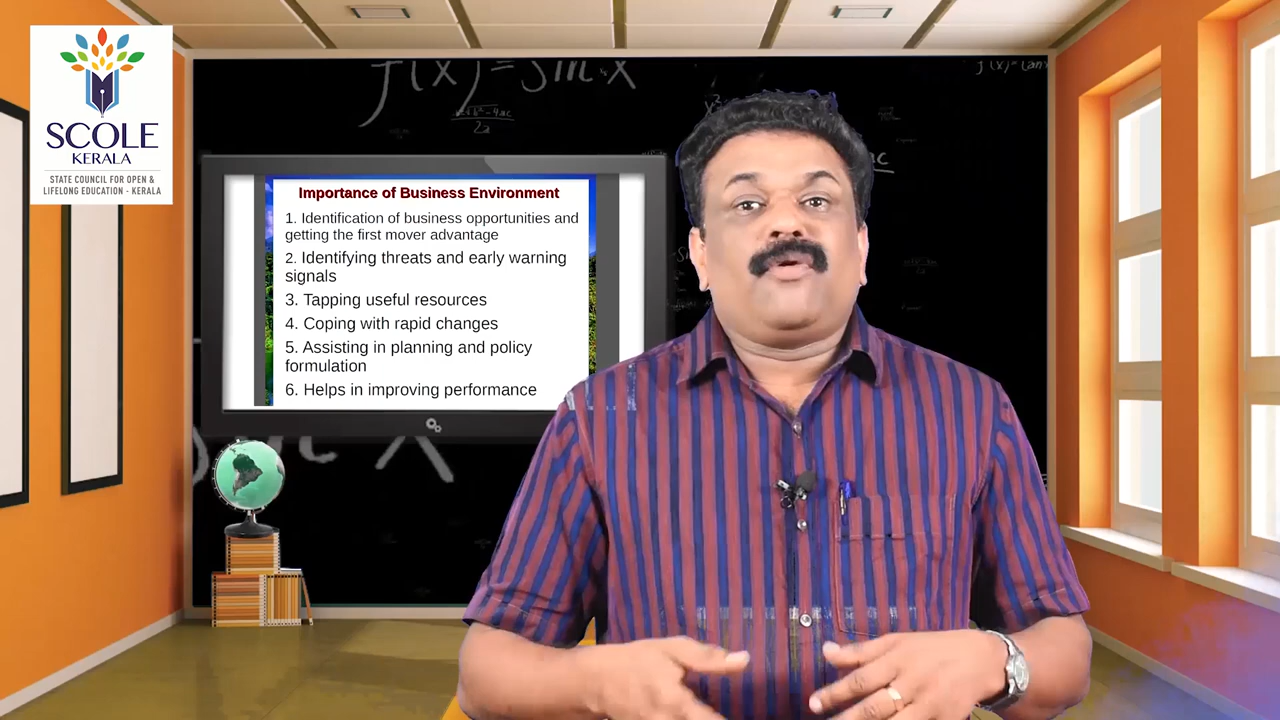 SCOLE
KERALA
STATE COUNCIL FOR OPEN &
LIFELONG EDUCATION - KERALA
Importance of Business Environment
1. Identification of business opportunities and
getting the first mover advantage
2. Identifying threats and early warning
signals
3. Tapping useful resources
4. Coping with rapid changes
5. Assisting in planning and policy
formulation
6. Helps in improving performance